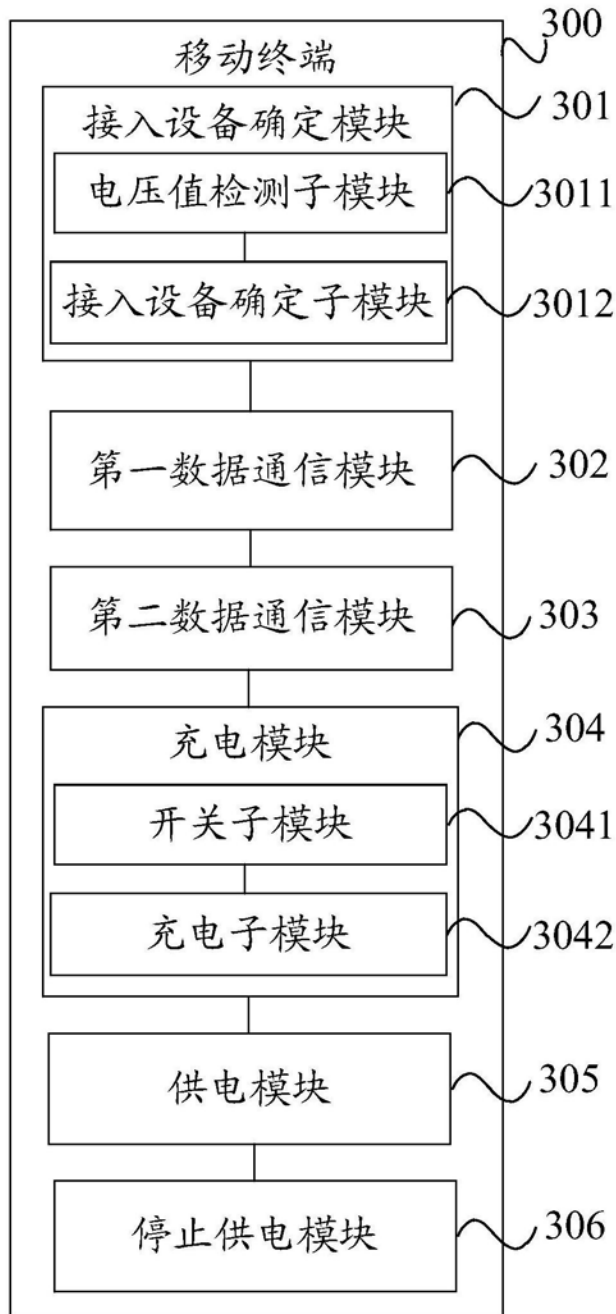 300
移动终端
301
接入设备确定模块
电压值检测子模块
3011
接入设备确定子模块
3012
第一数据通信模块
302
第二数据通信模块
303
304
充电模块
开关子模块
3041
充电子模块
3042
供电模块
305
停止供电模块
306